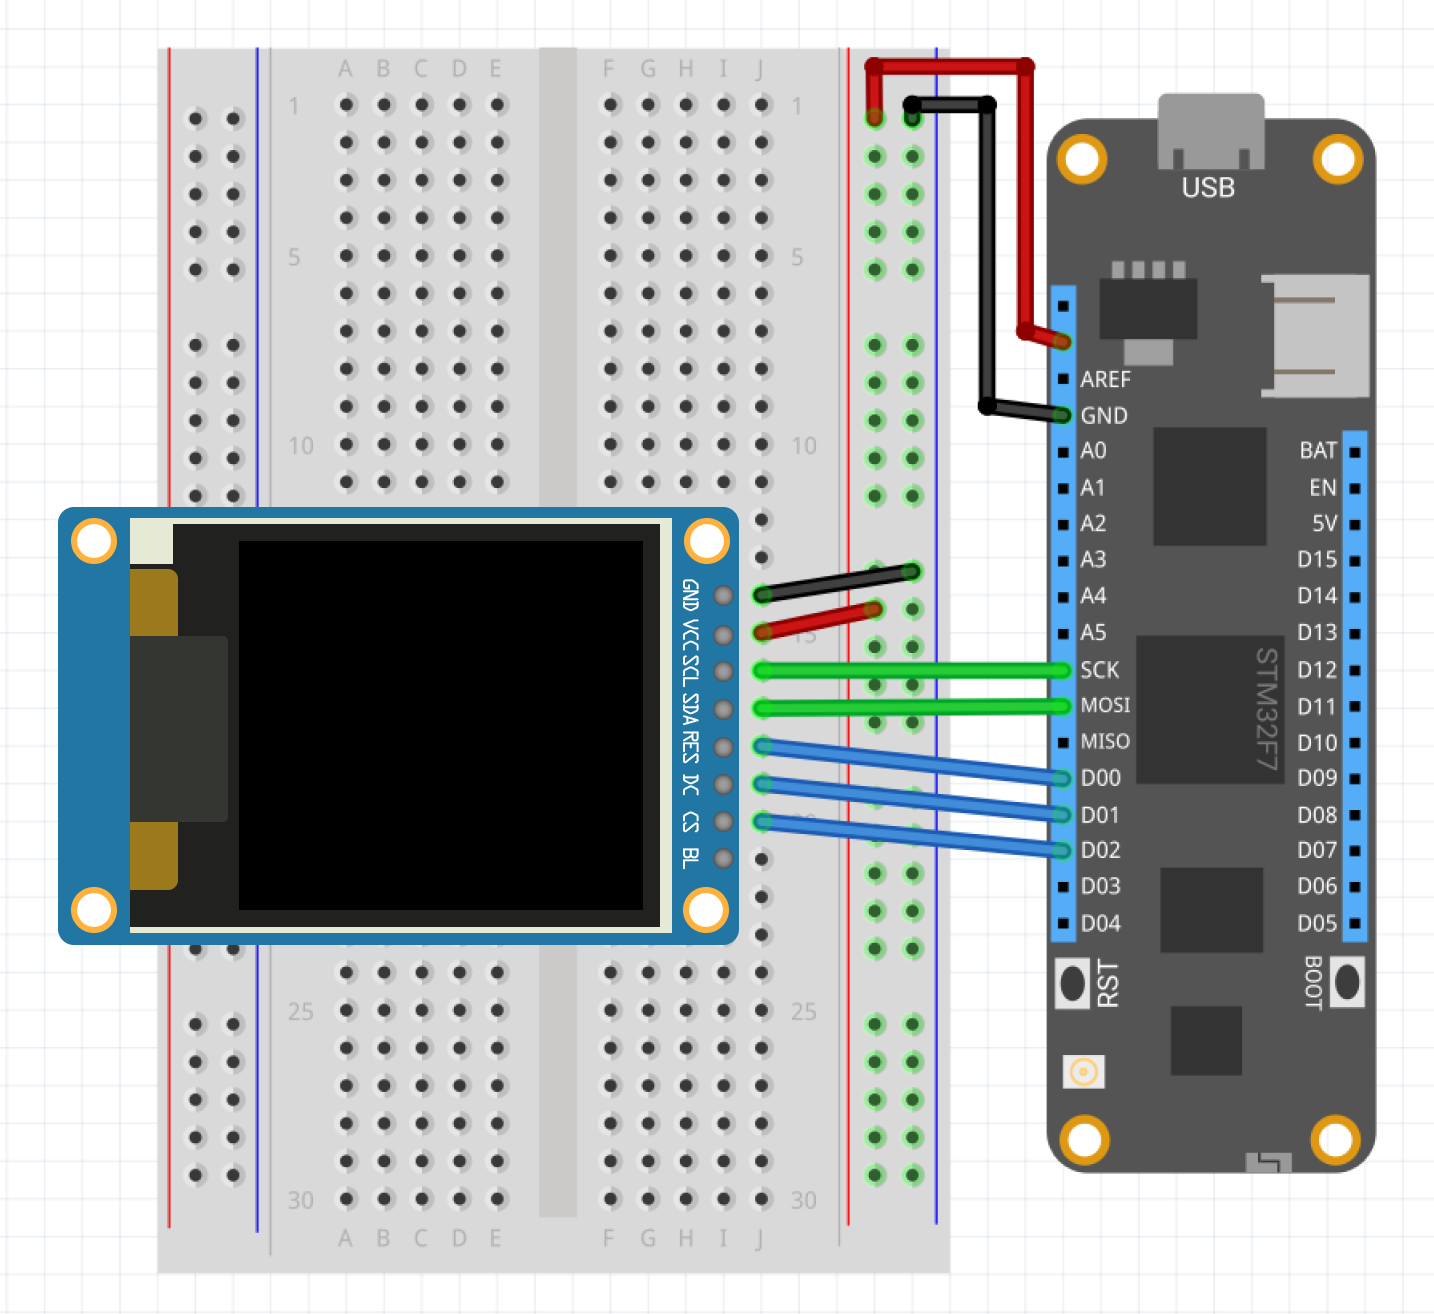 A B C D E F G H I J
1 1
USB
5 5
AREF
GND
A0 BAT
10 10
A1 EN
A2 5V
A3 D15
A4 D14
A5 D13
SCK D12
MOSI D11
MISO D10
D00 D09
D01 D08
D02 D07
D03 D06
D04 D05
GND
VCC
SCL
SDA
RES
DC
CS
BL
STM32F7
RST
BOOT
25 25
30 30
A B C D E F G H I J